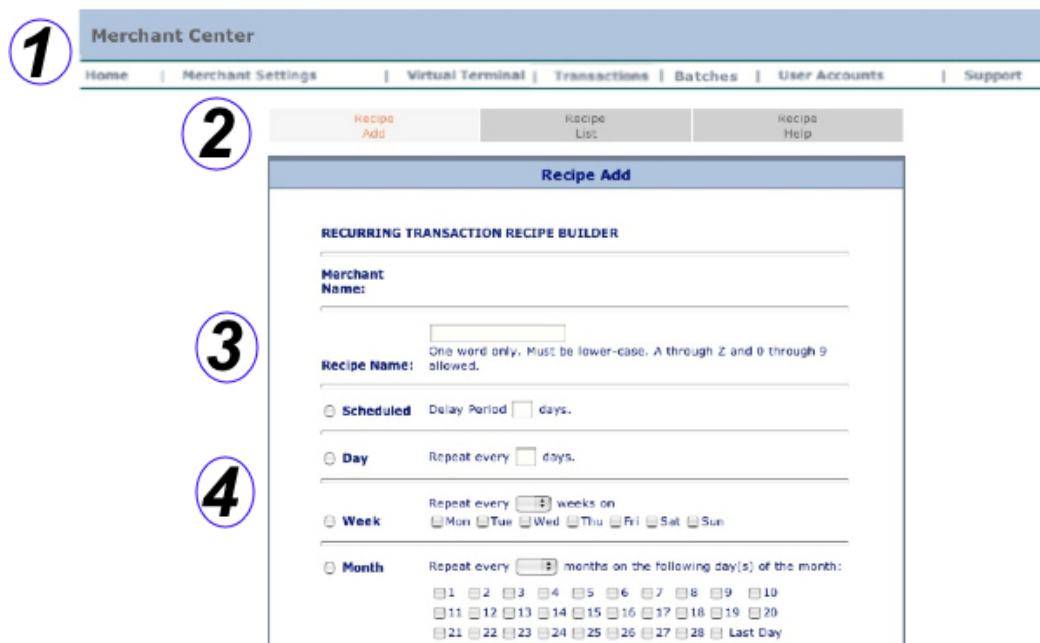 1
Merchant Center
Home | Merchant Settings | Virtual Terminal | Transactions | Batches | User Accounts | Support
2
Recipe Add
Recipe List
Recipe Help
Recipe Add
RECURRING TRANSACTION RECIPE BUILDER
Merchant
Name:
3
One word only. Must be lower-case. A through Z and 0 through 9
Recipe Name: allowed.
Scheduled Delay Period days.
Day Repeat every days.
4
Repeat every weeks on
Week Mon Tue Wed Thu Fri Sat Sun
Month Repeat every months on the following day(s) of the month:
1 2 3 4 5 6 7 8 9 10
11 12 13 14 15 16 17 18 19 20
21 22 23 24 25 26 27 28 Last Day